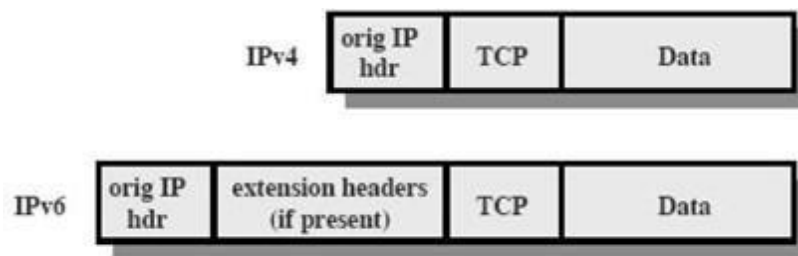 IPv4
orig IP
hdr
TCP
Data
IPv6
orig IP
hdr
extension headers
(if present)
TCP
Data